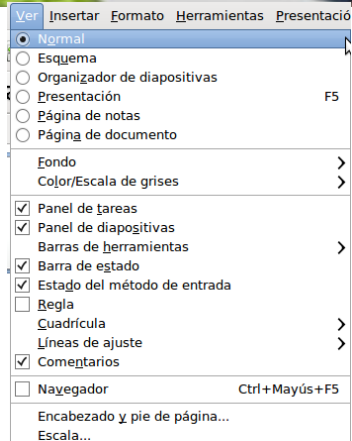 Ver Insertar Formato Herramientas Presentació
Normal
Esquema
Organizador de diapositivas
Presentación F5
Página de notas
Página de documento
Fondo
Color/Escala de grises
Panel de tareas
Panel de diapositivas
Barras de herramientas
Barra de estado
Estado del método de entrada
Regla
Cuadrícula
Líneas de ajuste
Comentarios
Navegador Ctrl+Mayús+F5
Encabezado y pie de página...
Escala...